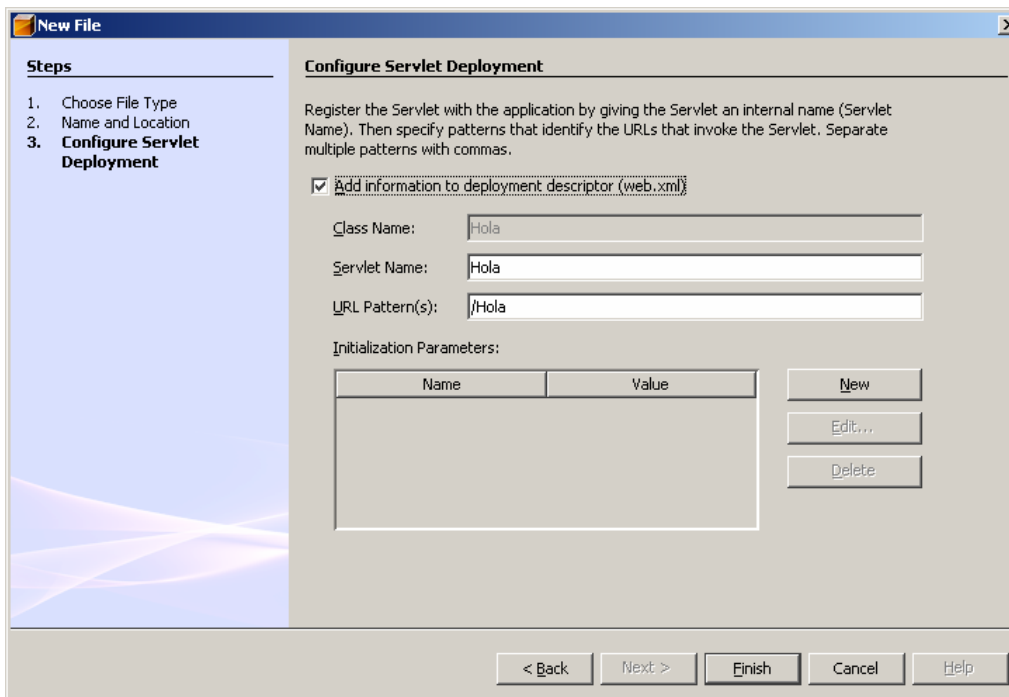 New File
Steps
1. Choose File Type
2. Name and Location
3. Configure Servlet
Deployment
Configure Servlet Deployment
Register the Servlet with the application by giving the Servlet an internal name (Servlet
Name). Then specify patterns that identify the URLs that invoke the Servlet. Separate
multiple patterns with commas.
Add information to deployment descriptor (web.xml)
Class Name: Hola
Servlet Name: Hola
URL Pattern(s): /Hola
Initialization Parameters:
Name Value
New
Edit...
Delete
< Back Next > Finish Cancel Help